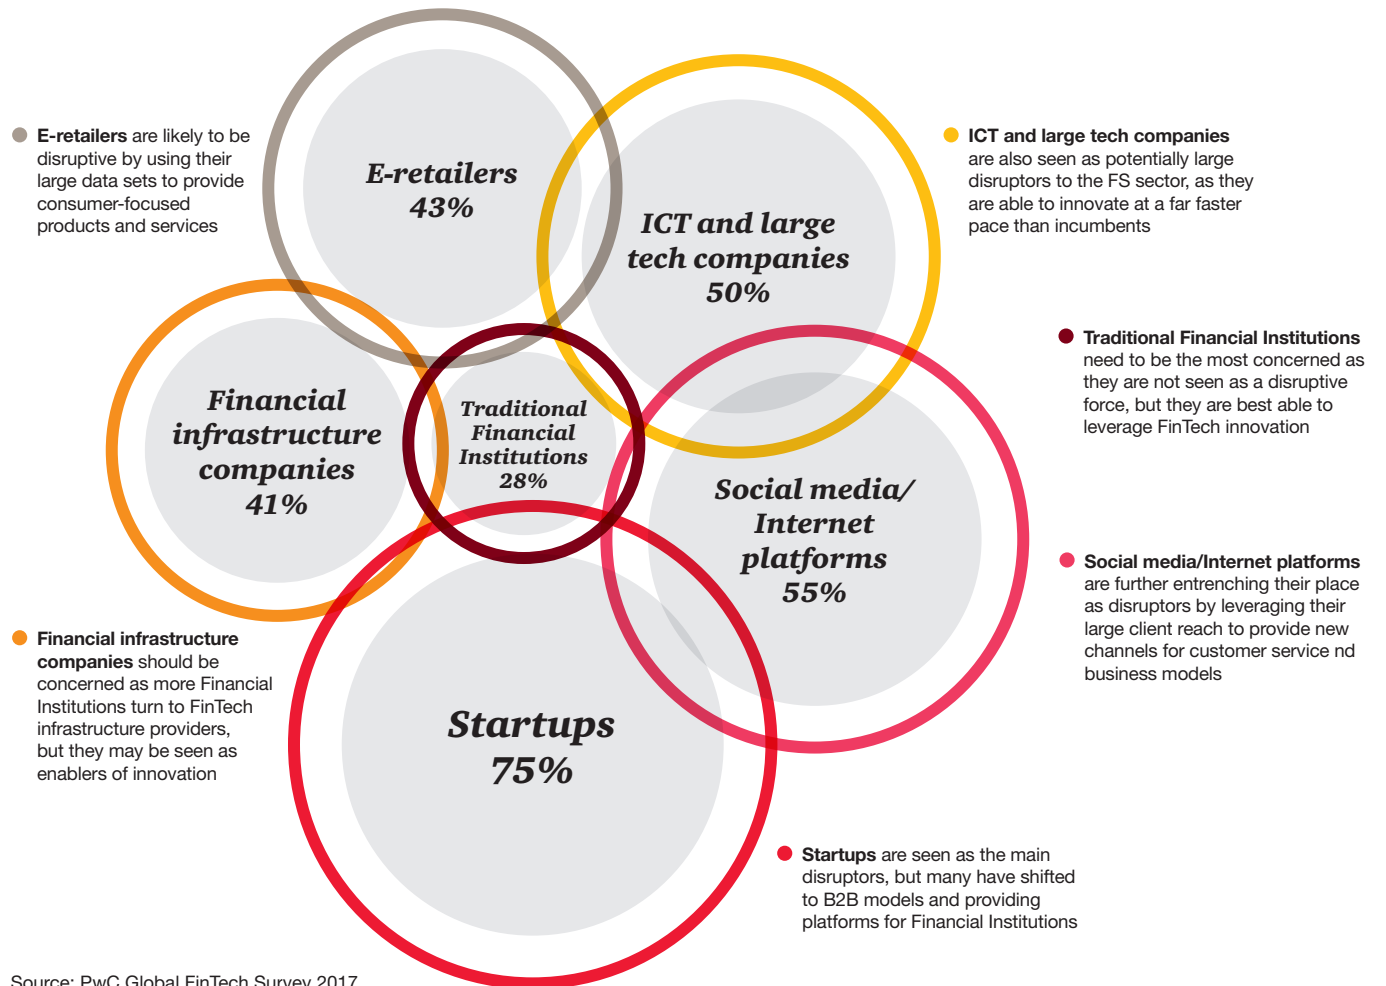 E-retailers are likely to be
disruptive by using their
large data sets to provide
consumer-focused
products and services
E-retailers
43%
ICT and large
tech companies
50%
ICT and large tech companies
are also seen as potentially large
disruptors to the FS sector, as they
are able to innovate at a far faster
pace than incumbents
Financial
infrastructure
companies
41%
Traditional
Financial
Institutions
28%
Traditional Financial Institutions
need to be the most concerned as
they are not seen as a disruptive
force, but they are best able to
leverage FinTech innovation
Social media/
Internet
platforms
55%
Social media/Internet platforms
are further entrenching their place
as disruptors by leveraging their
large client reach to provide new
channels for customer service nd
business models
Financial infrastructure
companies should be
concerned as more Financial
Institutions turn to FinTech
infrastructure providers,
but they may be seen as
enablers of innovation
Startups
75%
Startups are seen as the main
disruptors, but many have shifted
to B2B models and providing
platforms for Financial Institutions
Source: PwC Global FinTech Survey 2017